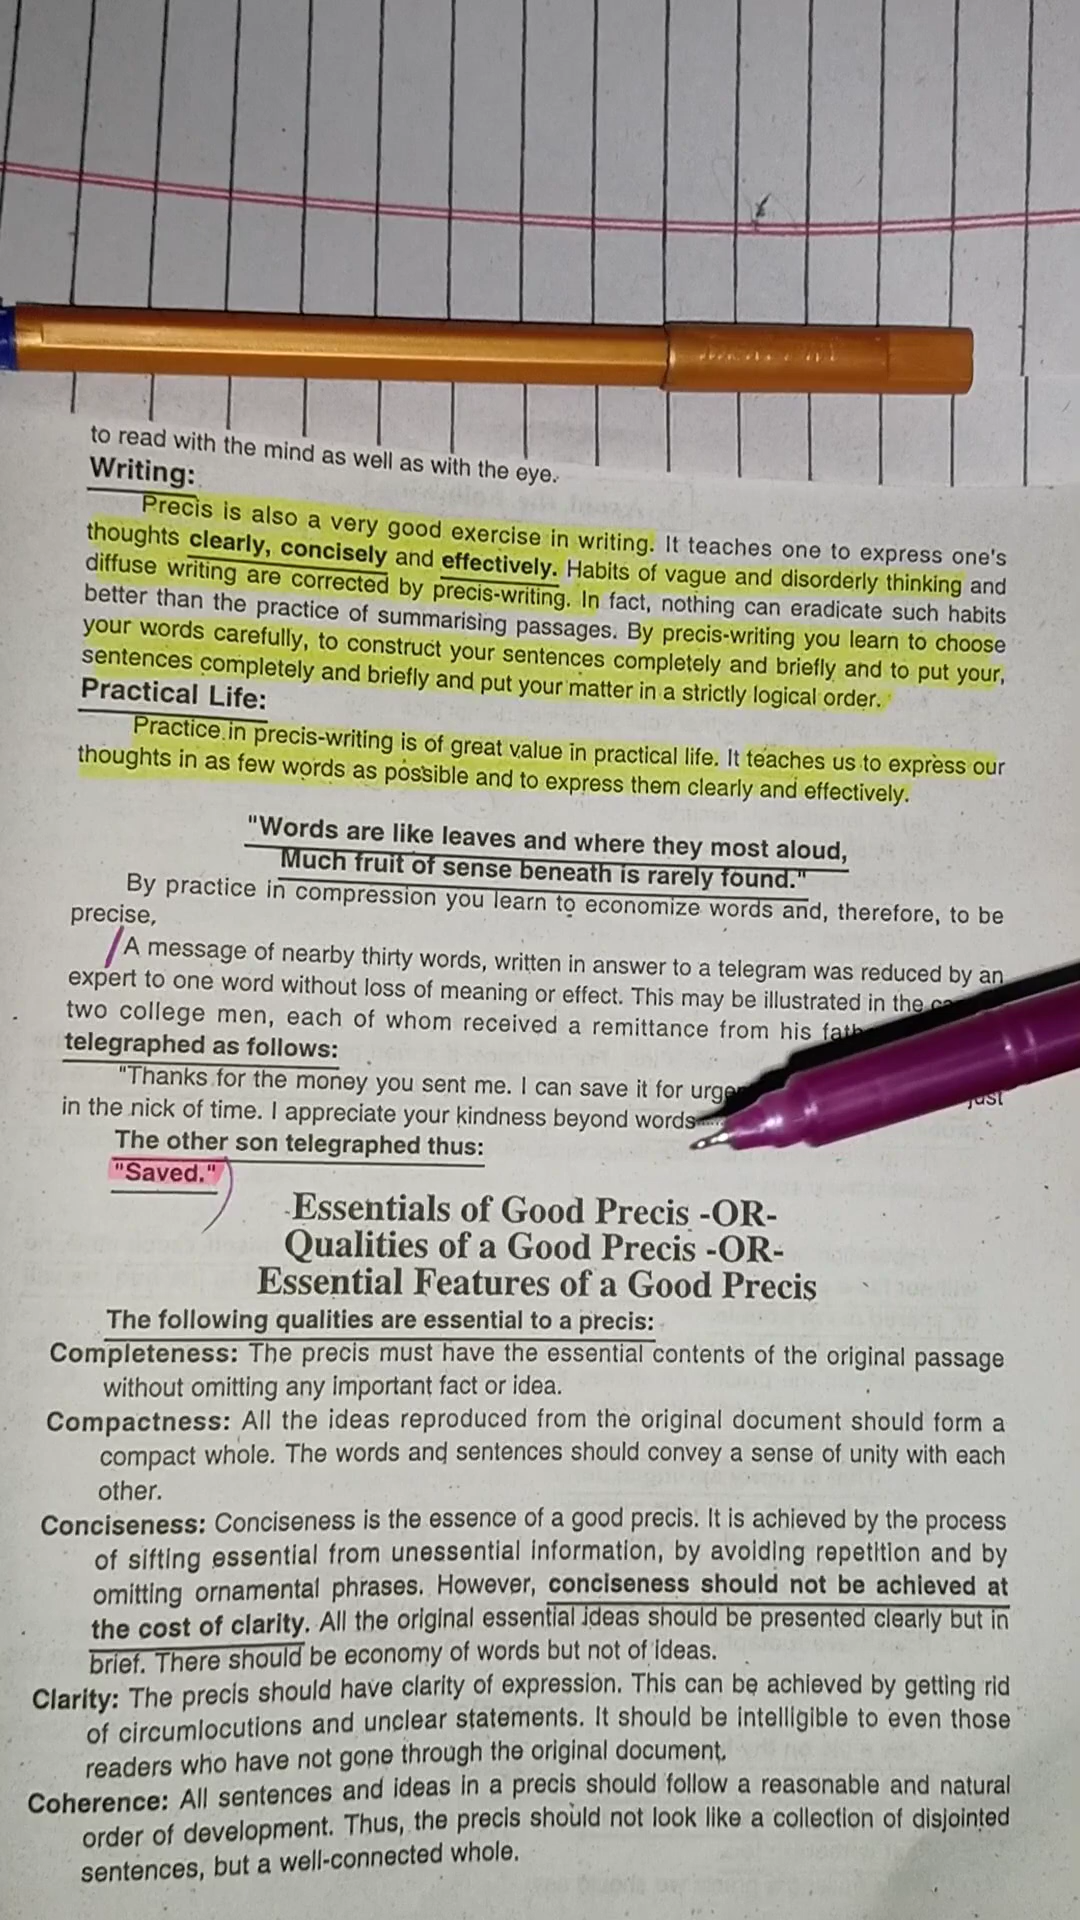 to read with the mind as well as with the eye.
Writing:
Precis is also a very good exercise in writing. It teaches one to express one's
thoughts clearly, concisely and effectively. Habits of vague and disorderly thinking and
diffuse writing are corrected by precis-writing. In fact, nothing can eradicate such habits
better than the practice of summarising passages. By precis-writing you learn to choose
your words carefully, to construct your sentences completely and briefly and to put your,
sentences completely and briefly and put your matter in a strictly logical order.
Practical Life:
Practice in precis-writing is of great value in practical life. It teaches us to express our
thoughts in as few words as possible and to express them clearly and effectively.
"Words are like leaves and where they most aloud,
Much fruit of sense beneath is rarely found."
By practice in compression you learn to economize words and, therefore, to be
precise,
A message of nearby thirty words, written in answer to a telegram was reduced by an
expert to one word without loss of meaning or effect. This may be illustrated in the
two college men, each of whom received a remittance from his
telegraphed as follows:
"Thanks for the money you sent me. I can save it for just
in the nick of time. I appreciate your kindness beyond words
The other son telegraphed thus:
"Saved."
Essentials of Good Precis -OR-
Qualities of a Good Precis -OR-
Essential Features of a Good Precis
The following qualities are essential to a precis:
Completeness: The precis must have the essential contents of the original passage
without omitting any important fact or idea.
Compactness: All the ideas reproduced from the original document should form a
compact whole. The words and sentences should convey a sense of unity with each
other.
Conciseness: Conciseness is the essence of a good precis. It is achieved by the process
of sifting essential from unessential information, by avoiding repetition and by
omitting ornamental phrases. However, conciseness should not be achieved at
the cost of clarity. All the original essential ideas should be presented clearly but in
brief. There should be economy of words but not of ideas.
Clarity: The precis should have clarity of expression. This can be achieved by getting rid
of circumlocutions and unclear statements. It should be intelligible to even those
readers who have not gone through the original document.
Coherence: All sentences and ideas in a precis should follow a reasonable and natural
order of development. Thus, the precis should not look like a collection of disjointed
sentences, but a well-connected whole.